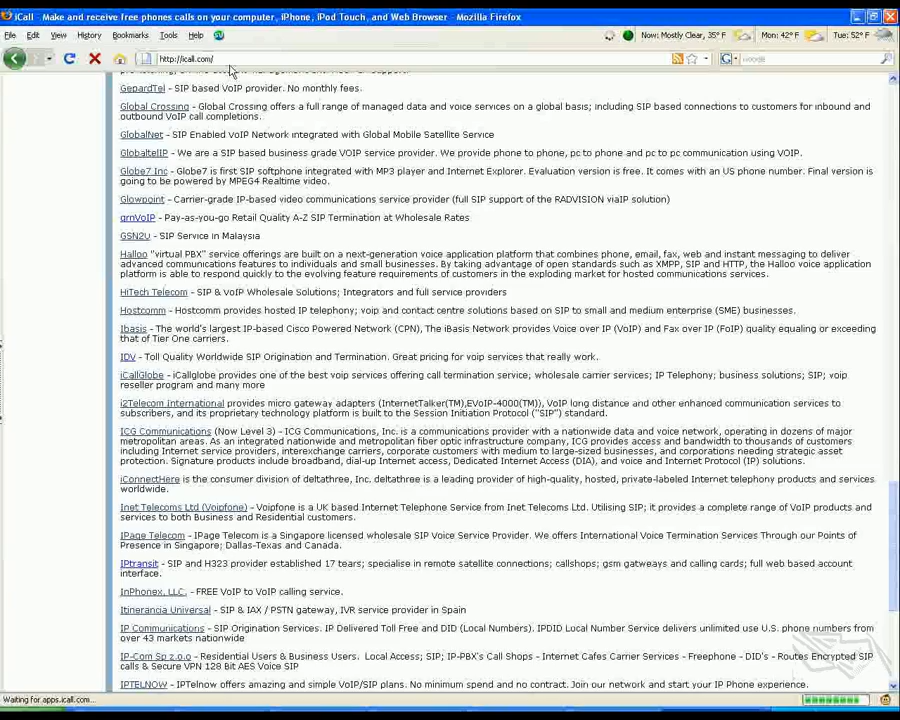 iCall - Make and receive free phones calls on your computer, iPhone, iPod Touch, and Web Browser - Mozilla Firefox
File Edit View History Bookmarks Tools Help
Now: Mostly Clear, 35° F Mon: 42° F Tue: 52° F
http://icall.com/
Google
GepardTel - SIP based VoIP provider. No monthly fees.
Global Crossing - Global Crossing offers a full range of managed data and voice services on a global basis; including SIP based connections to customers for inbound and
outbound VoIP call completions.
GlobalNet - SIP Enabled VoIP Network integrated with Global Mobile Satellite Service
GlobalteIIP - We are a SIP based business grade VOIP service provider. We provide phone to phone, pc to phone and pc to pc communication using VOIP.
Globe7 Inc - Globe7 is first SIP softphone integrated with MP3 player and Internet Explorer. Evaluation version is free. It comes with an US phone number. Final version is
going to be powered by MPEG4 Realtime video.
Glowpoint - Carrier-grade IP-based video communications service provider (full SIP support of the RADVISION viaIP solution)
grnVoIP - Pay-as-you-go Retail Quality A-Z SIP Termination at Wholesale Rates
GSN2U - SIP Service in Malaysia
Halloo "virtual PBX" service offerings are built on a next-generation voice application platform that combines phone, email, fax, web and instant messaging to deliver
advanced communications features to individuals and small businesses. By taking advantage of open standards such as XMPP, SIP and HTTP, the Halloo voice application
platform is able to respond quickly to the evolving feature requirements of customers in the exploding market for hosted communications services.
HiTech Telecom - SIP & VoIP Wholesale Solutions; Integrators and full service providers
Hostcomm - Hostcomm provides hosted IP telephony; voip and contact centre solutions based on SIP to small and medium enterprise (SME) businesses.
Ibasis - The world's largest IP-based Cisco Powered Network (CPN), The iBasis Network provides Voice over IP (VoIP) and Fax over IP (FoIP) quality equaling or exceeding
that of Tier One carriers.
IDV - Toll Quality Worldwide SIP Origination and Termination. Great pricing for voip services that really work.
iCallGlobe - iCallglobe provides one of the best voip services offering call termination service; wholesale carrier services; IP Telephony; business solutions; SIP; voip
reseller program and many more
i2Telecom International provides micro gateway adapters (InternetTalker(TM),EVoIP-4000(TM)), VoIP long distance and other enhanced communication services to
subscribers, and its proprietary technology platform is built to the Session Initiation Protocol ("SIP") standard.
ICG Communications (Now Level 3) - ICG Communications, Inc. is a communications provider with a nationwide data and voice network, operating in dozens of major
metropolitan areas. As an integrated nationwide and metropolitan fiber optic infrastructure company, ICG provides access and bandwidth to thousands of customers
including Internet service providers, interexchange carriers, corporate customers with medium to large-sized businesses, and corporations needing strategic asset
protection. Signature products include broadband, dial-up Internet access, Dedicated Internet Access (DIA), and voice and Internet Protocol (IP) solutions.
iConnectHere is the consumer division of deltathree, Inc. deltathree is a leading provider of high-quality, hosted, private-labeled Internet telephony products and services
worldwide.
Inet Telecoms Ltd (Voipfone) - Voipfone is a UK based Internet Telephone Service from Inet Telecoms Ltd. Utilising SIP; it provides a complete range of VoIP products and
services to both Business and Residential customers.
IPage Telecom - IPage Telecom is a Singapore licensed wholesale SIP Voice Service Provider. We offers International Voice Termination Services Through our Points of
Presence in Singapore; Dallas-Texas and Canada.
IPtransit - SIP and H323 provider established 17 tears; specialise in remote satellite connections; callshops; gsm gatweays and calling cards; full web based account
interface.
InPhonex, LLC. - FREE VoIP to VoIP calling service.
Itinerancia Universal - SIP & IAX / PSTN gateway, IVR service provider in Spain
IP Communications - SIP Origination Services. IP Delivered Toll Free and DID (Local Numbers). IPDID Local Number Service delivers unlimited use U.S. phone numbers from
over 43 markets nationwide
IP-Com Sp z.o.o - Residential Users & Business Users. Local Access; SIP; IP-PBX's Call Shops - Internet Cafes Carrier Services - Freephone - DID's - Routes Encrypted SIP
calls & Secure VPN 128 Bit AES Voice SIP
IPTELNOW - IPTelnow offers amazing and simple VoIP/SIP plans. No minimum spend and no contract. Join our network and start your IP Phone experience.
Waiting for apps.icall.com...